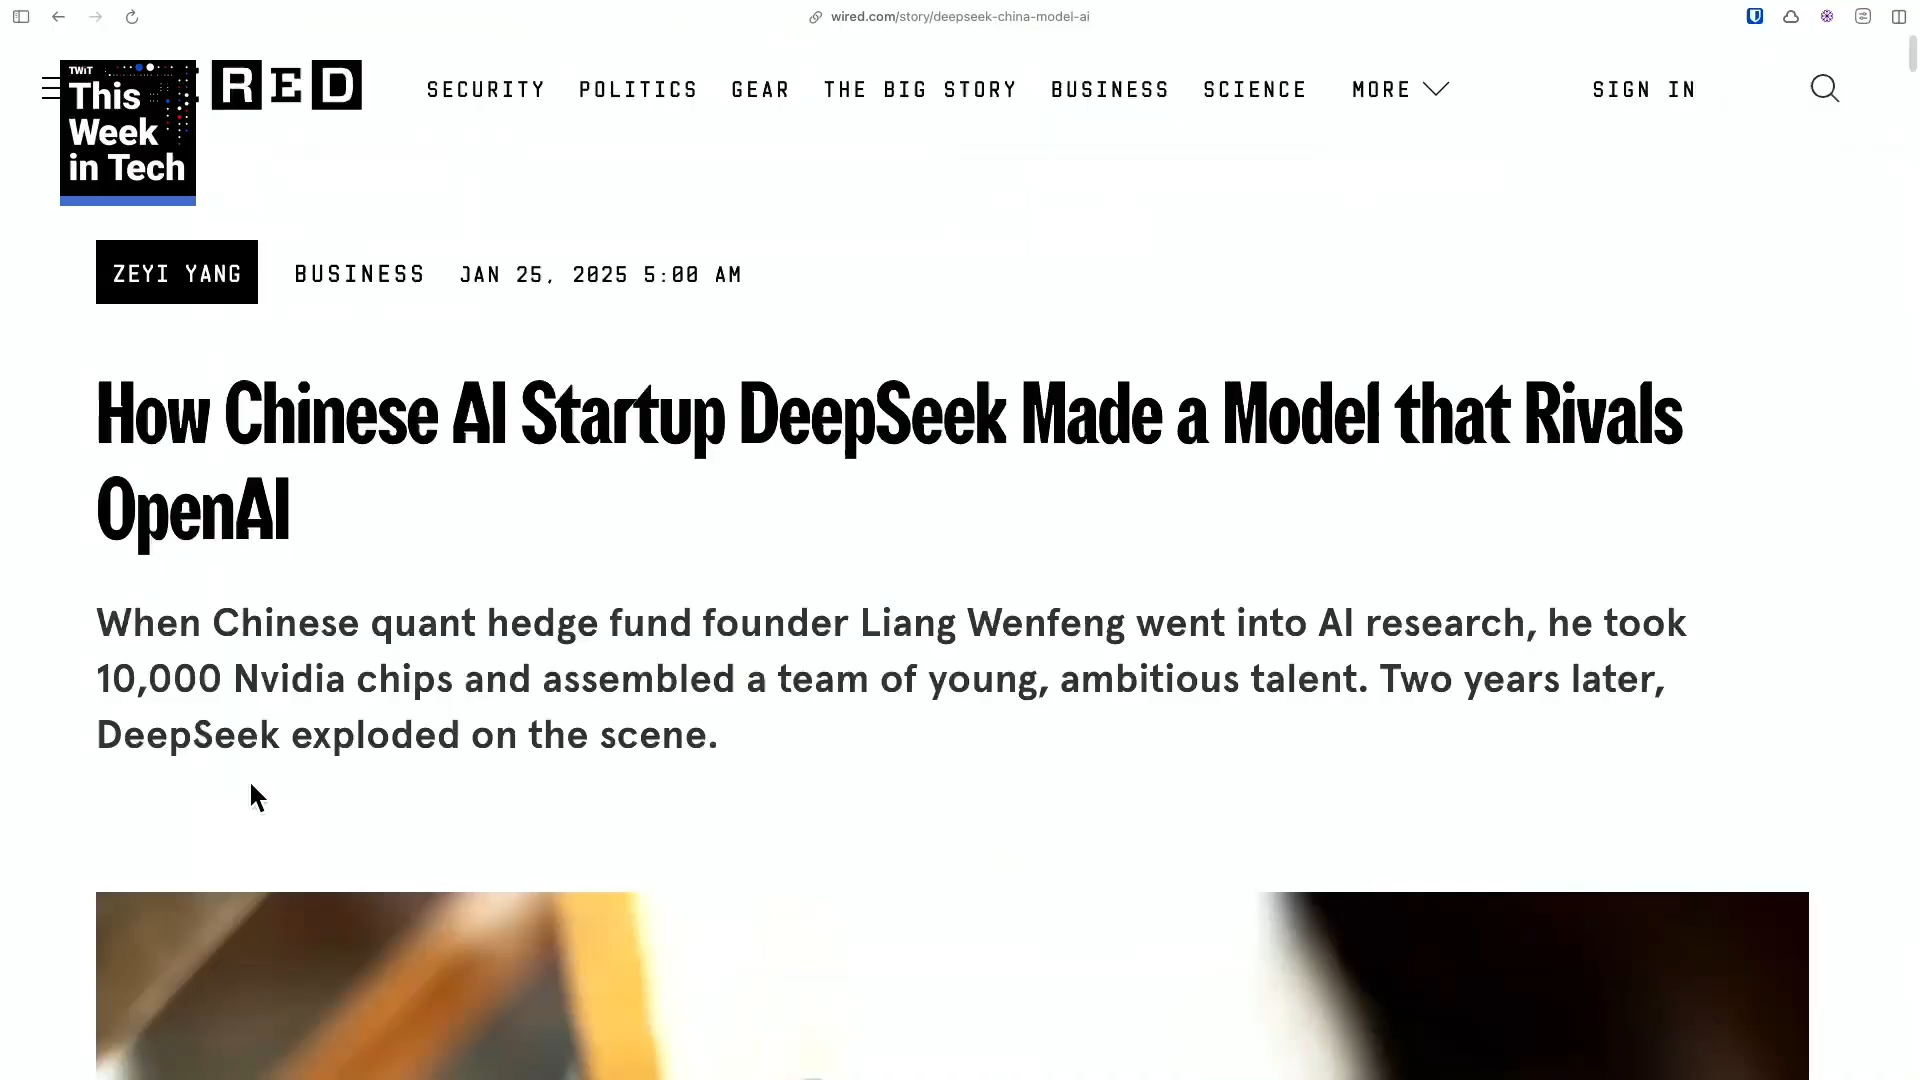 wired.com/story/deepseek-china-model-ai
TWiT
This
Week
in Tech
RED
SECURITY POLITICS GEAR THE BIG STORY BUSINESS SCIENCE MORE SIGN IN
ZEYI YANG BUSINESS JAN 25, 2025 5:00 AM
How Chinese AI Startup DeepSeek Made a Model that Rivals
OpenAI
When Chinese quant hedge fund founder Liang Wenfeng went into AI research, he took
10,000 Nvidia chips and assembled a team of young, ambitious talent. Two years later,
DeepSeek exploded on the scene.